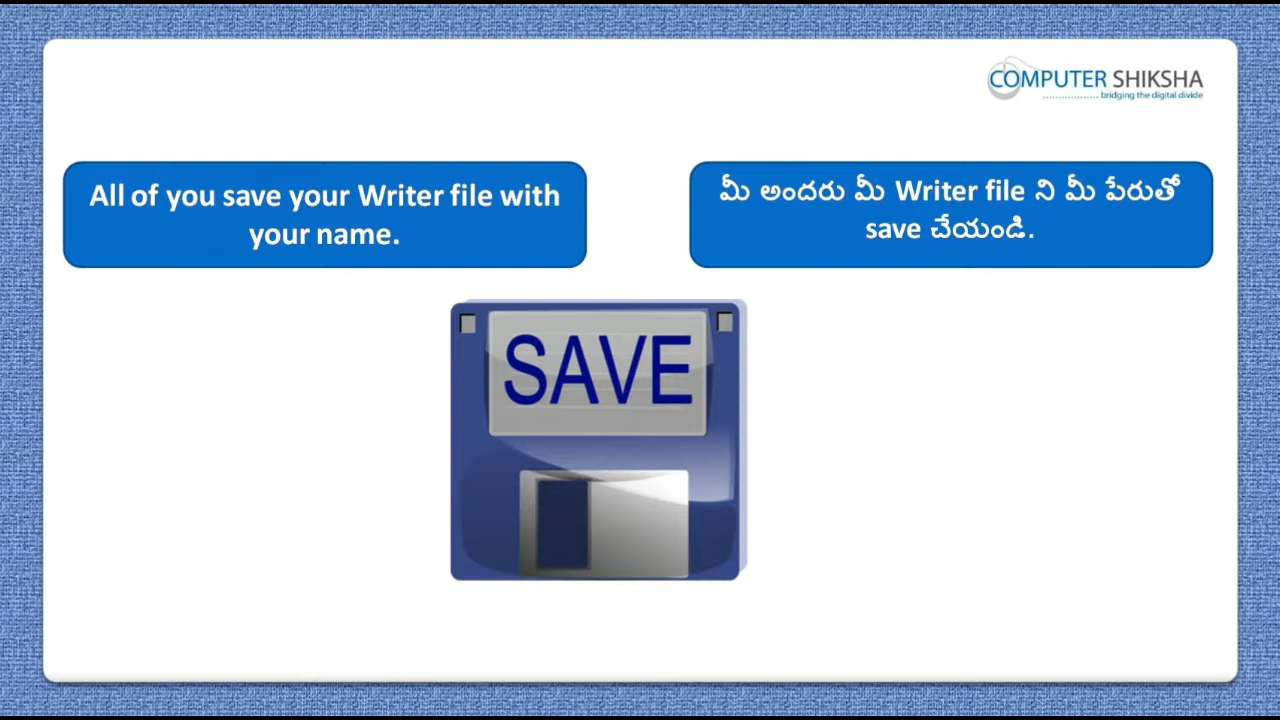 COMPUTER SHIKSHA
.................. bridging the digital divide
All of you save your Writer file with
your name.
మీ అందరు మీ Writer file ని మీ పేరుతో
save చేయండి.
SAVE